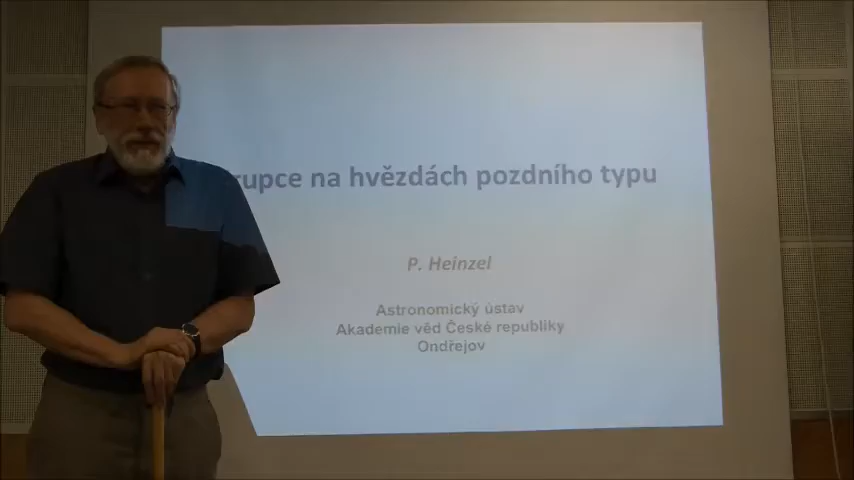 rupce na hvězdách pozdního typu
P. Heinzel
Astronomický ústav
Akademie věd České republiky
Ondřejov